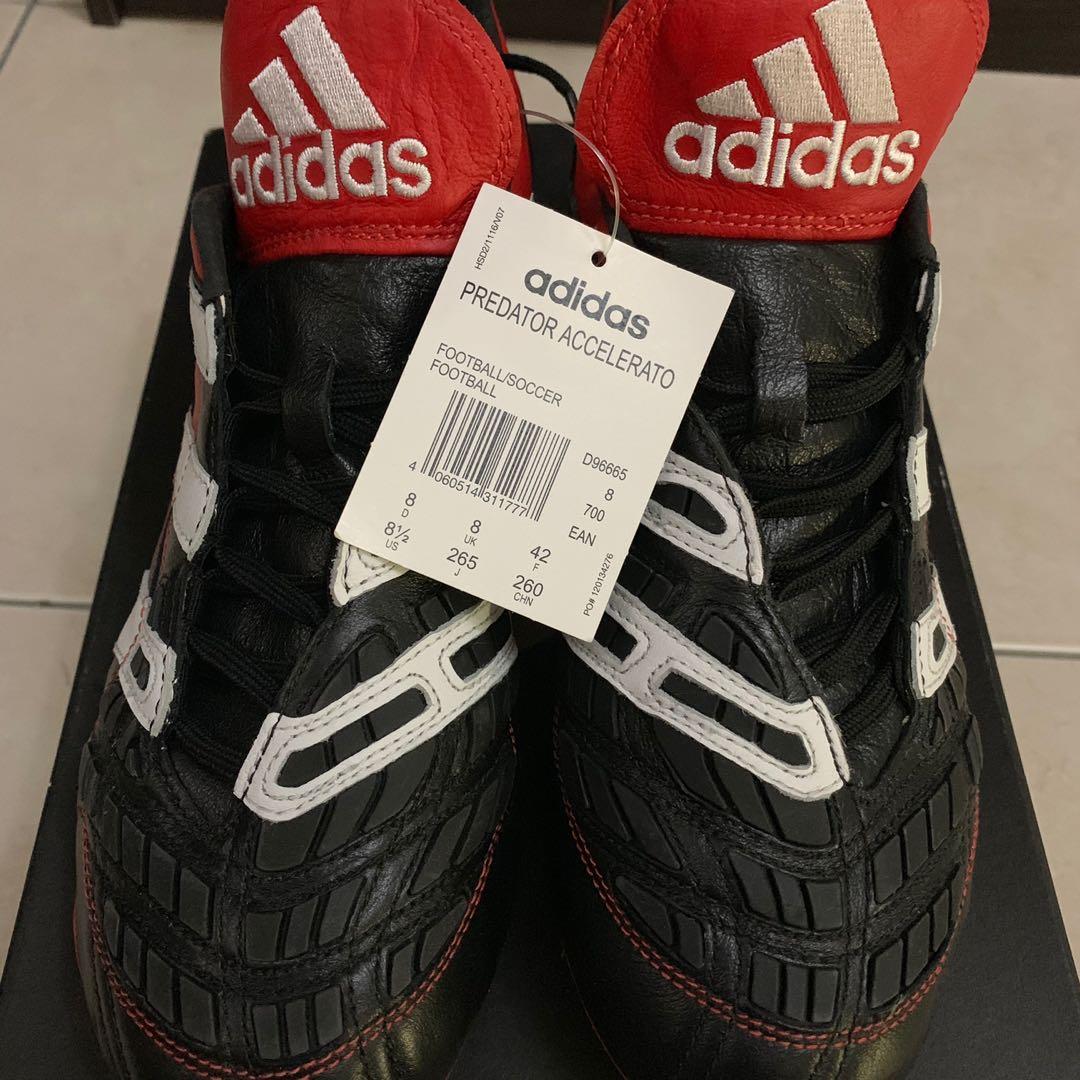 adidas
adidas
HSD2/1116/V07
adidas
PREDATOR ACCELERATO
FOOTBALL/SOCCER
FOOTBALL
D96665
4 060514 311777
8
700
EAN
8
D
8
UK
42
F
8½
US
265
J
260
CHN
PO# 120134276